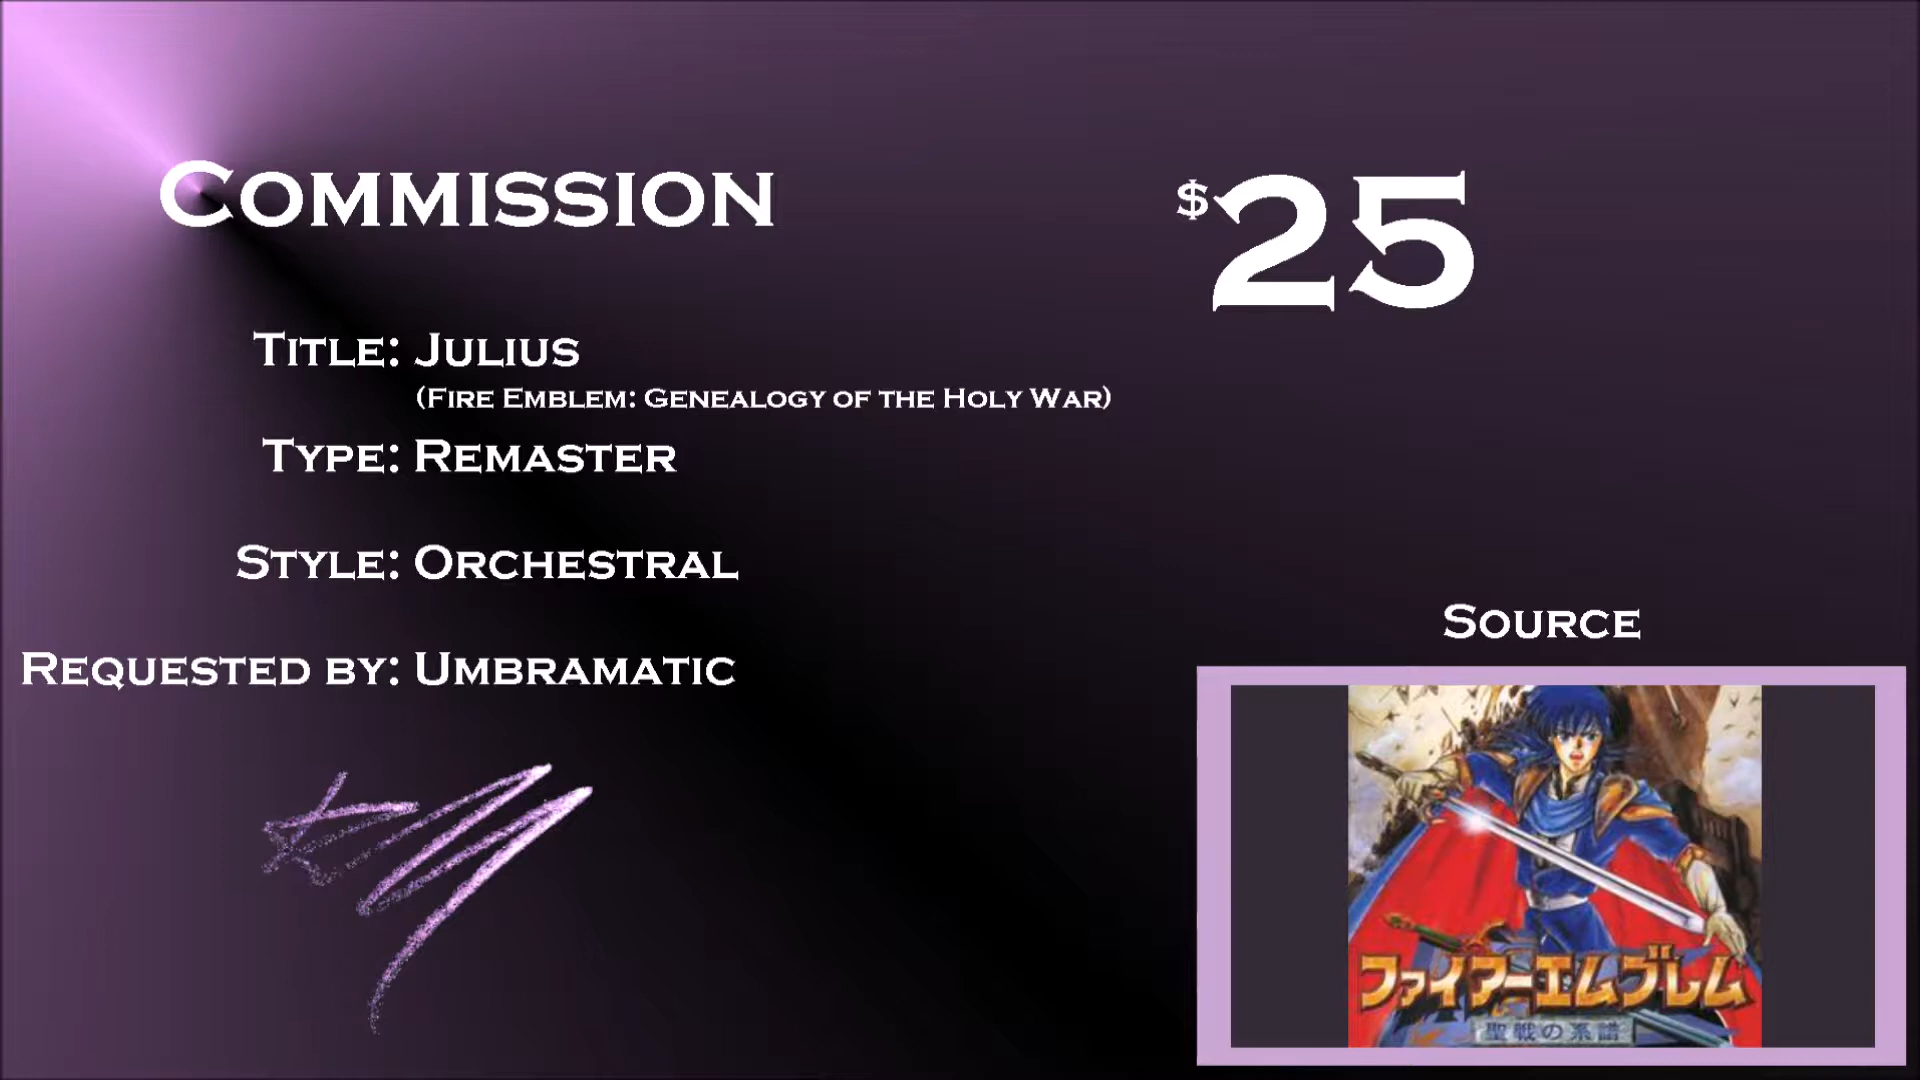 Commission
$25
Title: Julius
(Fire Emblem: Genealogy of the Holy War)
Type: Remaster
Style: Orchestral
Requested by: Umbramatic
Source
ファイアーエムブレム
聖戦の系譜